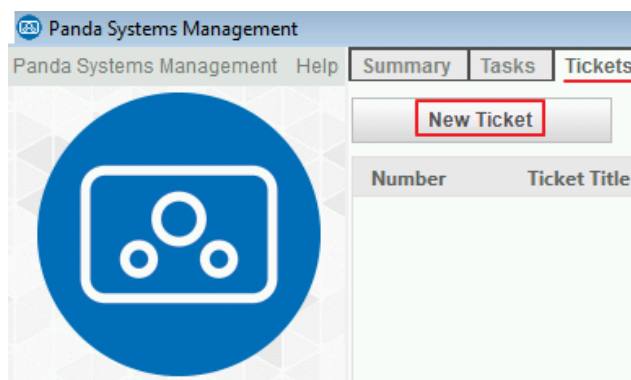 Panda Systems Management
Panda Systems Management Help Summary Tasks Tickets
New Ticket
Number Ticket Title